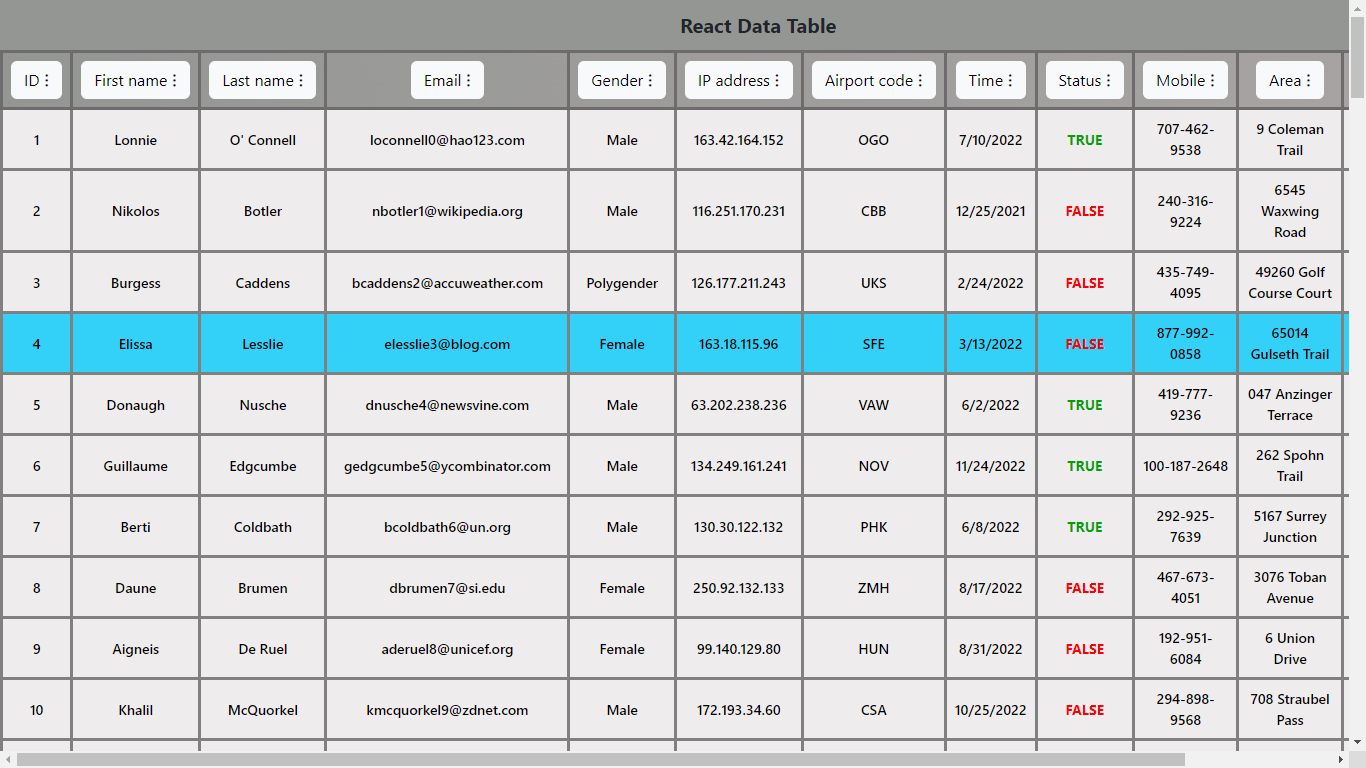 React Data Table
ID ⋮ First name ⋮ Last name ⋮ Email ⋮ Gender ⋮ IP address ⋮ Airport code ⋮ Time ⋮ Status ⋮ Mobile ⋮ Area ⋮
1 Lonnie O' Connell loconnell0@hao123.com Male 163.42.164.152 OGO 7/10/2022 TRUE 707-462-9538 9 Coleman Trail
2 Nikolos Botler nbotler1@wikipedia.org Male 116.251.170.231 CBB 12/25/2021 FALSE 240-316-9224 6545 Waxwing Road
3 Burgess Caddens bcaddens2@accuweather.com Polygender 126.177.211.243 UKS 2/24/2022 FALSE 435-749-4095 49260 Golf Course Court
4 Elissa Lesslie elesslie3@blog.com Female 163.18.115.96 SFE 3/13/2022 FALSE 877-992-0858 65014 Gulseth Trail
5 Donaugh Nusche dnusche4@newsvine.com Male 63.202.238.236 VAW 6/2/2022 TRUE 419-777-9236 047 Anzinger Terrace
6 Guillaume Edgcumbe gedgcumbe5@ycombinator.com Male 134.249.161.241 NOV 11/24/2022 TRUE 100-187-2648 262 Spohn Trail
7 Berti Coldbath bcoldbath6@un.org Male 130.30.122.132 PHK 6/8/2022 TRUE 292-925-7639 5167 Surrey Junction
8 Daune Brumen dbrumen7@si.edu Female 250.92.132.133 ZMH 8/17/2022 FALSE 467-673-4051 3076 Toban Avenue
9 Aigneis De Ruel aderuel8@unicef.org Female 99.140.129.80 HUN 8/31/2022 FALSE 192-951-6084 6 Union Drive
10 Khalil McQuorkel kmcquorkel9@zdnet.com Male 172.193.34.60 CSA 10/25/2022 FALSE 294-898-9568 708 Straubel Pass